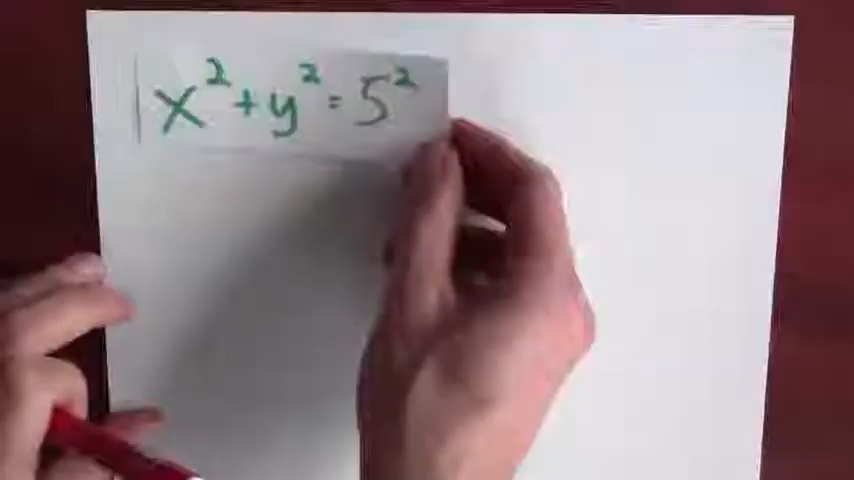 x² + y² = 5²